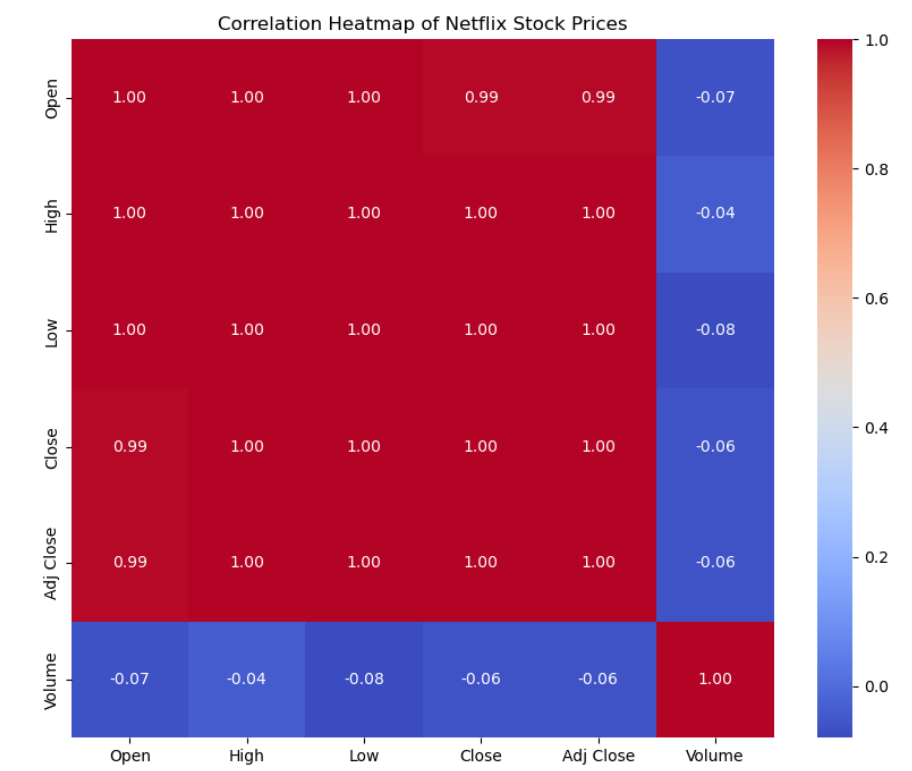 Correlation Heatmap of Netflix Stock Prices
Open 1.00 1.00 1.00 0.99 0.99 -0.07
High 1.00 1.00 1.00 1.00 1.00 -0.04
Low 1.00 1.00 1.00 1.00 1.00 -0.08
Close 0.99 1.00 1.00 1.00 1.00 -0.06
Adj Close 0.99 1.00 1.00 1.00 1.00 -0.06
Volume -0.07 -0.04 -0.08 -0.06 -0.06 1.00
Open High Low Close Adj Close Volume
1.0
0.8
0.6
0.4
0.2
0.0